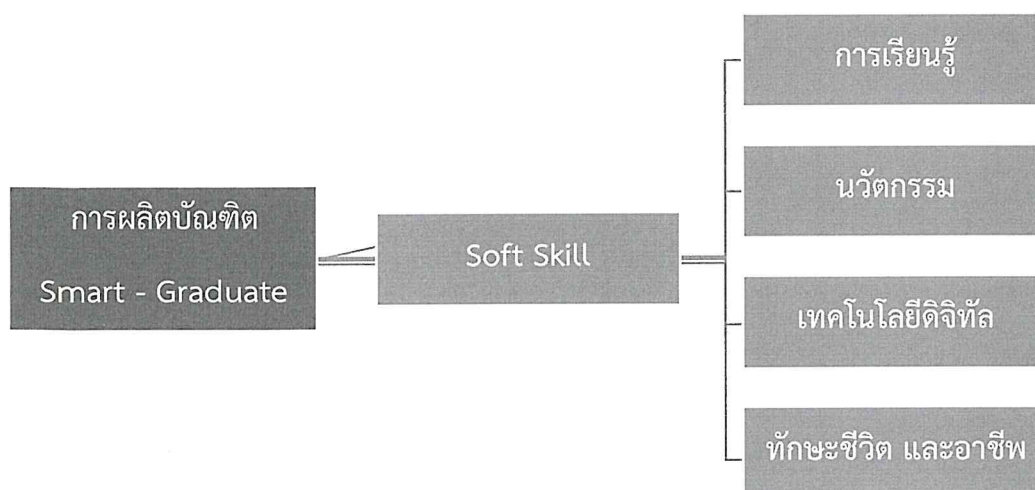 การผลิตบัณฑิต
Smart - Graduate
Soft Skill
การเรียนรู้
นวัตกรรม
เทคโนโลยีดิจิทัล
ทักษะชีวิต และอาชีพ